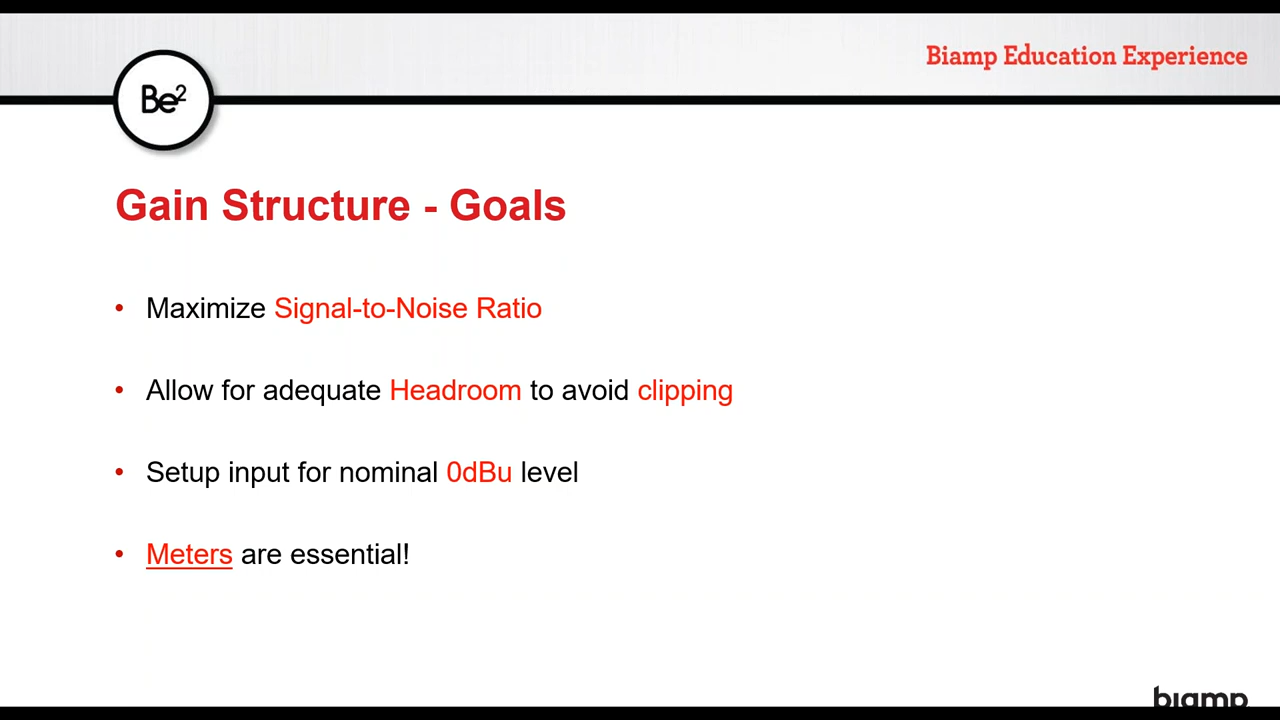 Biamp Education Experience
Be²
Gain Structure - Goals
• Maximize Signal-to-Noise Ratio
• Allow for adequate Headroom to avoid clipping
• Setup input for nominal 0dBu level
• Meters are essential!
biamp